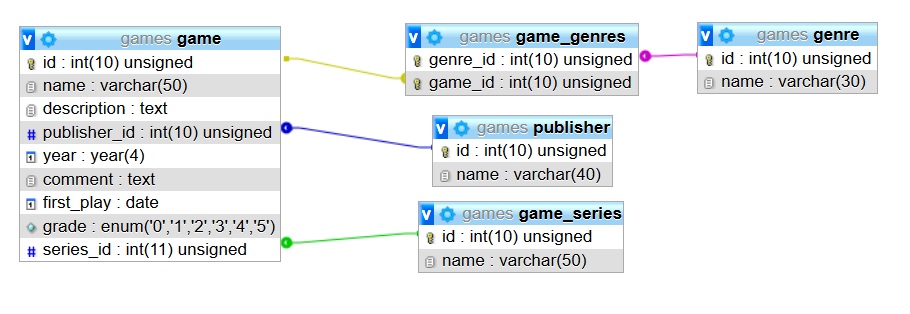 v games game
id : int(10) unsigned
name : varchar(50)
description : text
# publisher_id : int(10) unsigned
year : year(4)
comment : text
first_play : date
grade : enum('0','1','2','3','4','5')
# series_id : int(11) unsigned
v games game_genres
genre_id : int(10) unsigned
game_id : int(10) unsigned
v games genre
id : int(10) unsigned
name : varchar(30)
v games publisher
id : int(10) unsigned
name : varchar(40)
v games game_series
id : int(10) unsigned
name : varchar(50)